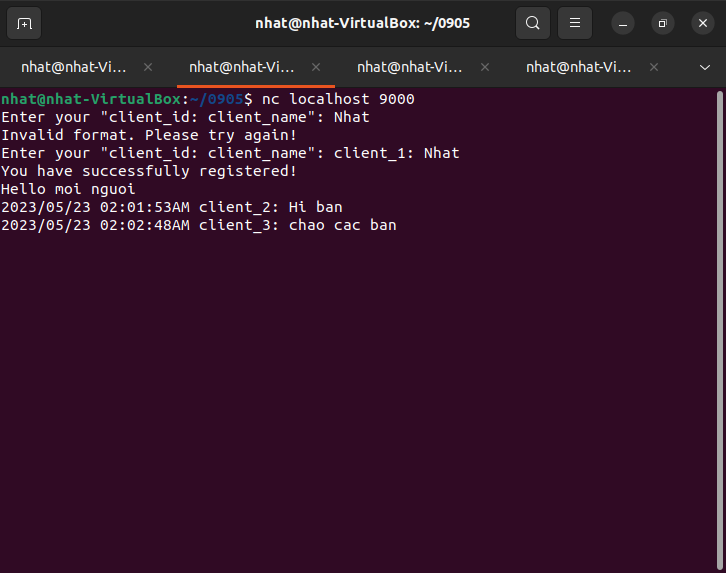 nhat@nhat-VirtualBox: ~/0905
nhat@nhat-Vi...
nhat@nhat-Vi...
nhat@nhat-Vi...
nhat@nhat-Vi...
nhat@nhat-VirtualBox:~/0905$ nc localhost 9000
Enter your "client_id: client_name": Nhat
Invalid format. Please try again!
Enter your "client_id: client_name": client_1: Nhat
You have successfully registered!
Hello moi nguoi
2023/05/23 02:01:53AM client_2: Hi ban
2023/05/23 02:02:48AM client_3: chao cac ban